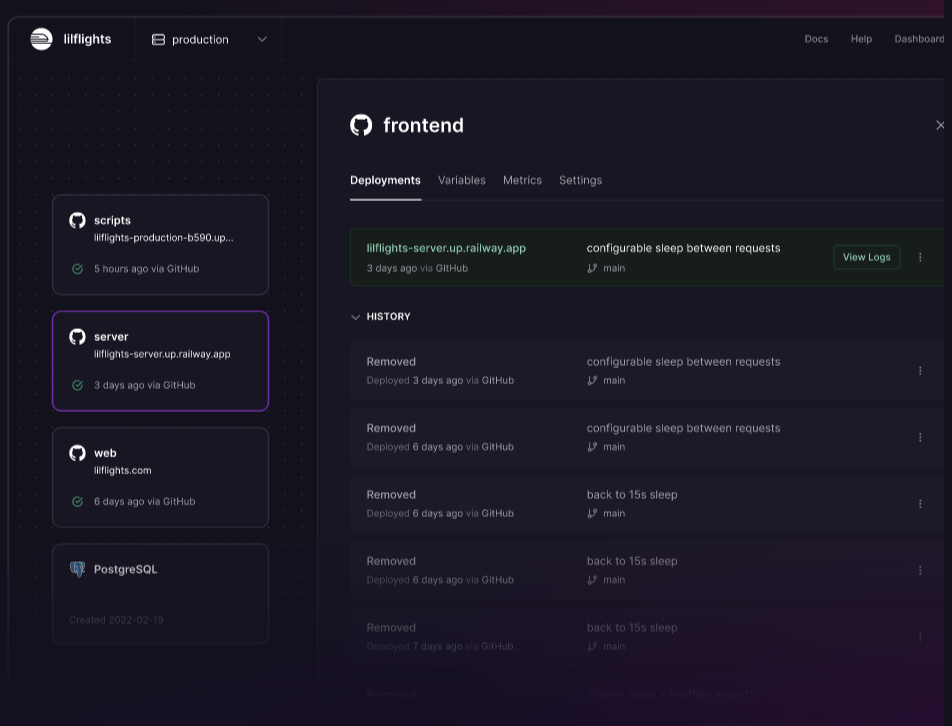 lilflights
production
Docs
Help
Dashboard
scripts
lilflights-production-b590.up...
5 hours ago via GitHub
server
lilflights-server.up.railway.app
3 days ago via GitHub
web
lilflights.com
6 days ago via GitHub
PostgreSQL
Created 2022-02-19
frontend
Deployments
Variables
Metrics
Settings
lilflights-server.up.railway.app
3 days ago via GitHub
configurable sleep between requests
main
View Logs
HISTORY
Removed
Deployed 3 days ago via GitHub
configurable sleep between requests
main
Removed
Deployed 6 days ago via GitHub
configurable sleep between requests
main
Removed
Deployed 6 days ago via GitHub
back to 15s sleep
main
Removed
Deployed 6 days ago via GitHub
back to 15s sleep
main
Removed
Deployed 7 days ago via GitHub
back to 15s sleep
main
Removed